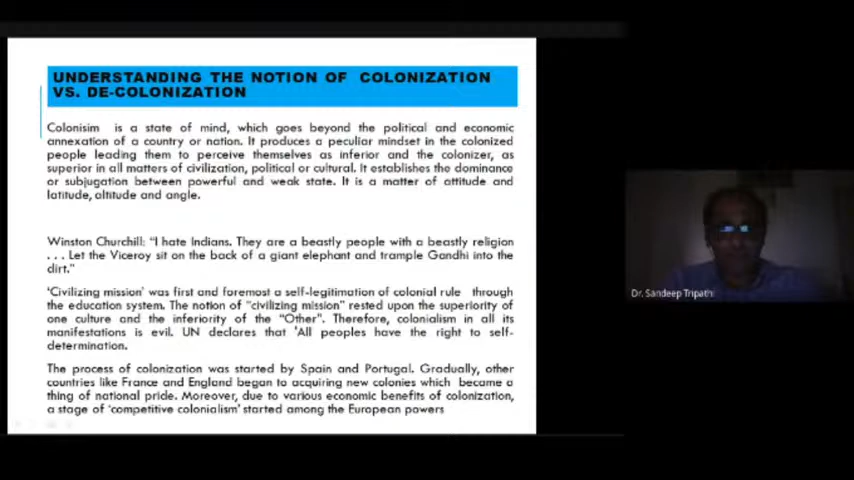 UNDERSTANDING THE NOTION OF COLONIZATION
VS. DE-COLONIZATION
Colonisim is a state of mind, which goes beyond the political and economic
annexation of a country or nation. It produces a peculiar mindset in the colonized
people leading them to perceive themselves as inferior and the colonizer, as
superior in all matters of civilization, political or cultural. It establishes the dominance
or subjugation between powerful and weak state. It is a matter of attitude and
latitude, altitude and angle.
Winston Churchill: "I hate Indians. They are a beastly people with a beastly religion
. . . Let the Viceroy sit on the back of a giant elephant and trample Gandhi into the
dirt."
'Civilizing mission' was first and foremost a self-legitimation of colonial rule through
the education system. The notion of "civilizing mission" rested upon the superiority of
one culture and the inferiority of the "Other". Therefore, colonialism in all its
manifestations is evil. UN declares that 'All peoples have the right to self-
determination.
The process of colonization was started by Spain and Portugal. Gradually, other
countries like France and England began to acquiring new colonies which became a
thing of national pride. Moreover, due to various economic benefits of colonization,
a stage of 'competitive colonialism' started among the European powers
Dr. Sandeep Tripathi